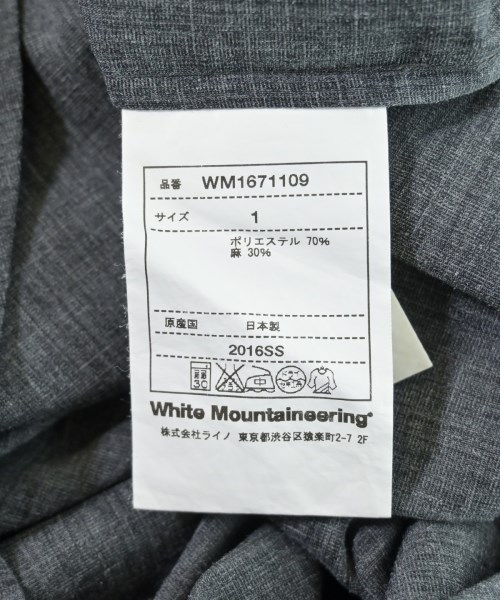 品番 WM1671109
サイズ 1
ポリエステル 70%
麻 30%
原産国 日本製
2016SS
30 中
White Mountaineering®
株式会社ライノ 東京都渋谷区猿楽町2-7 2F